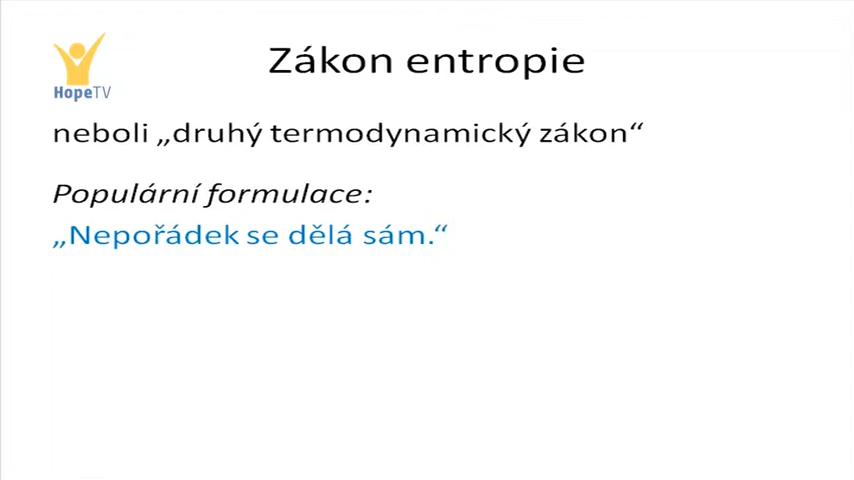 Zákon entropie
HopeTV
neboli „druhý termodynamický zákon“
Populární formulace:
„Nepořádek se dělá sám.“